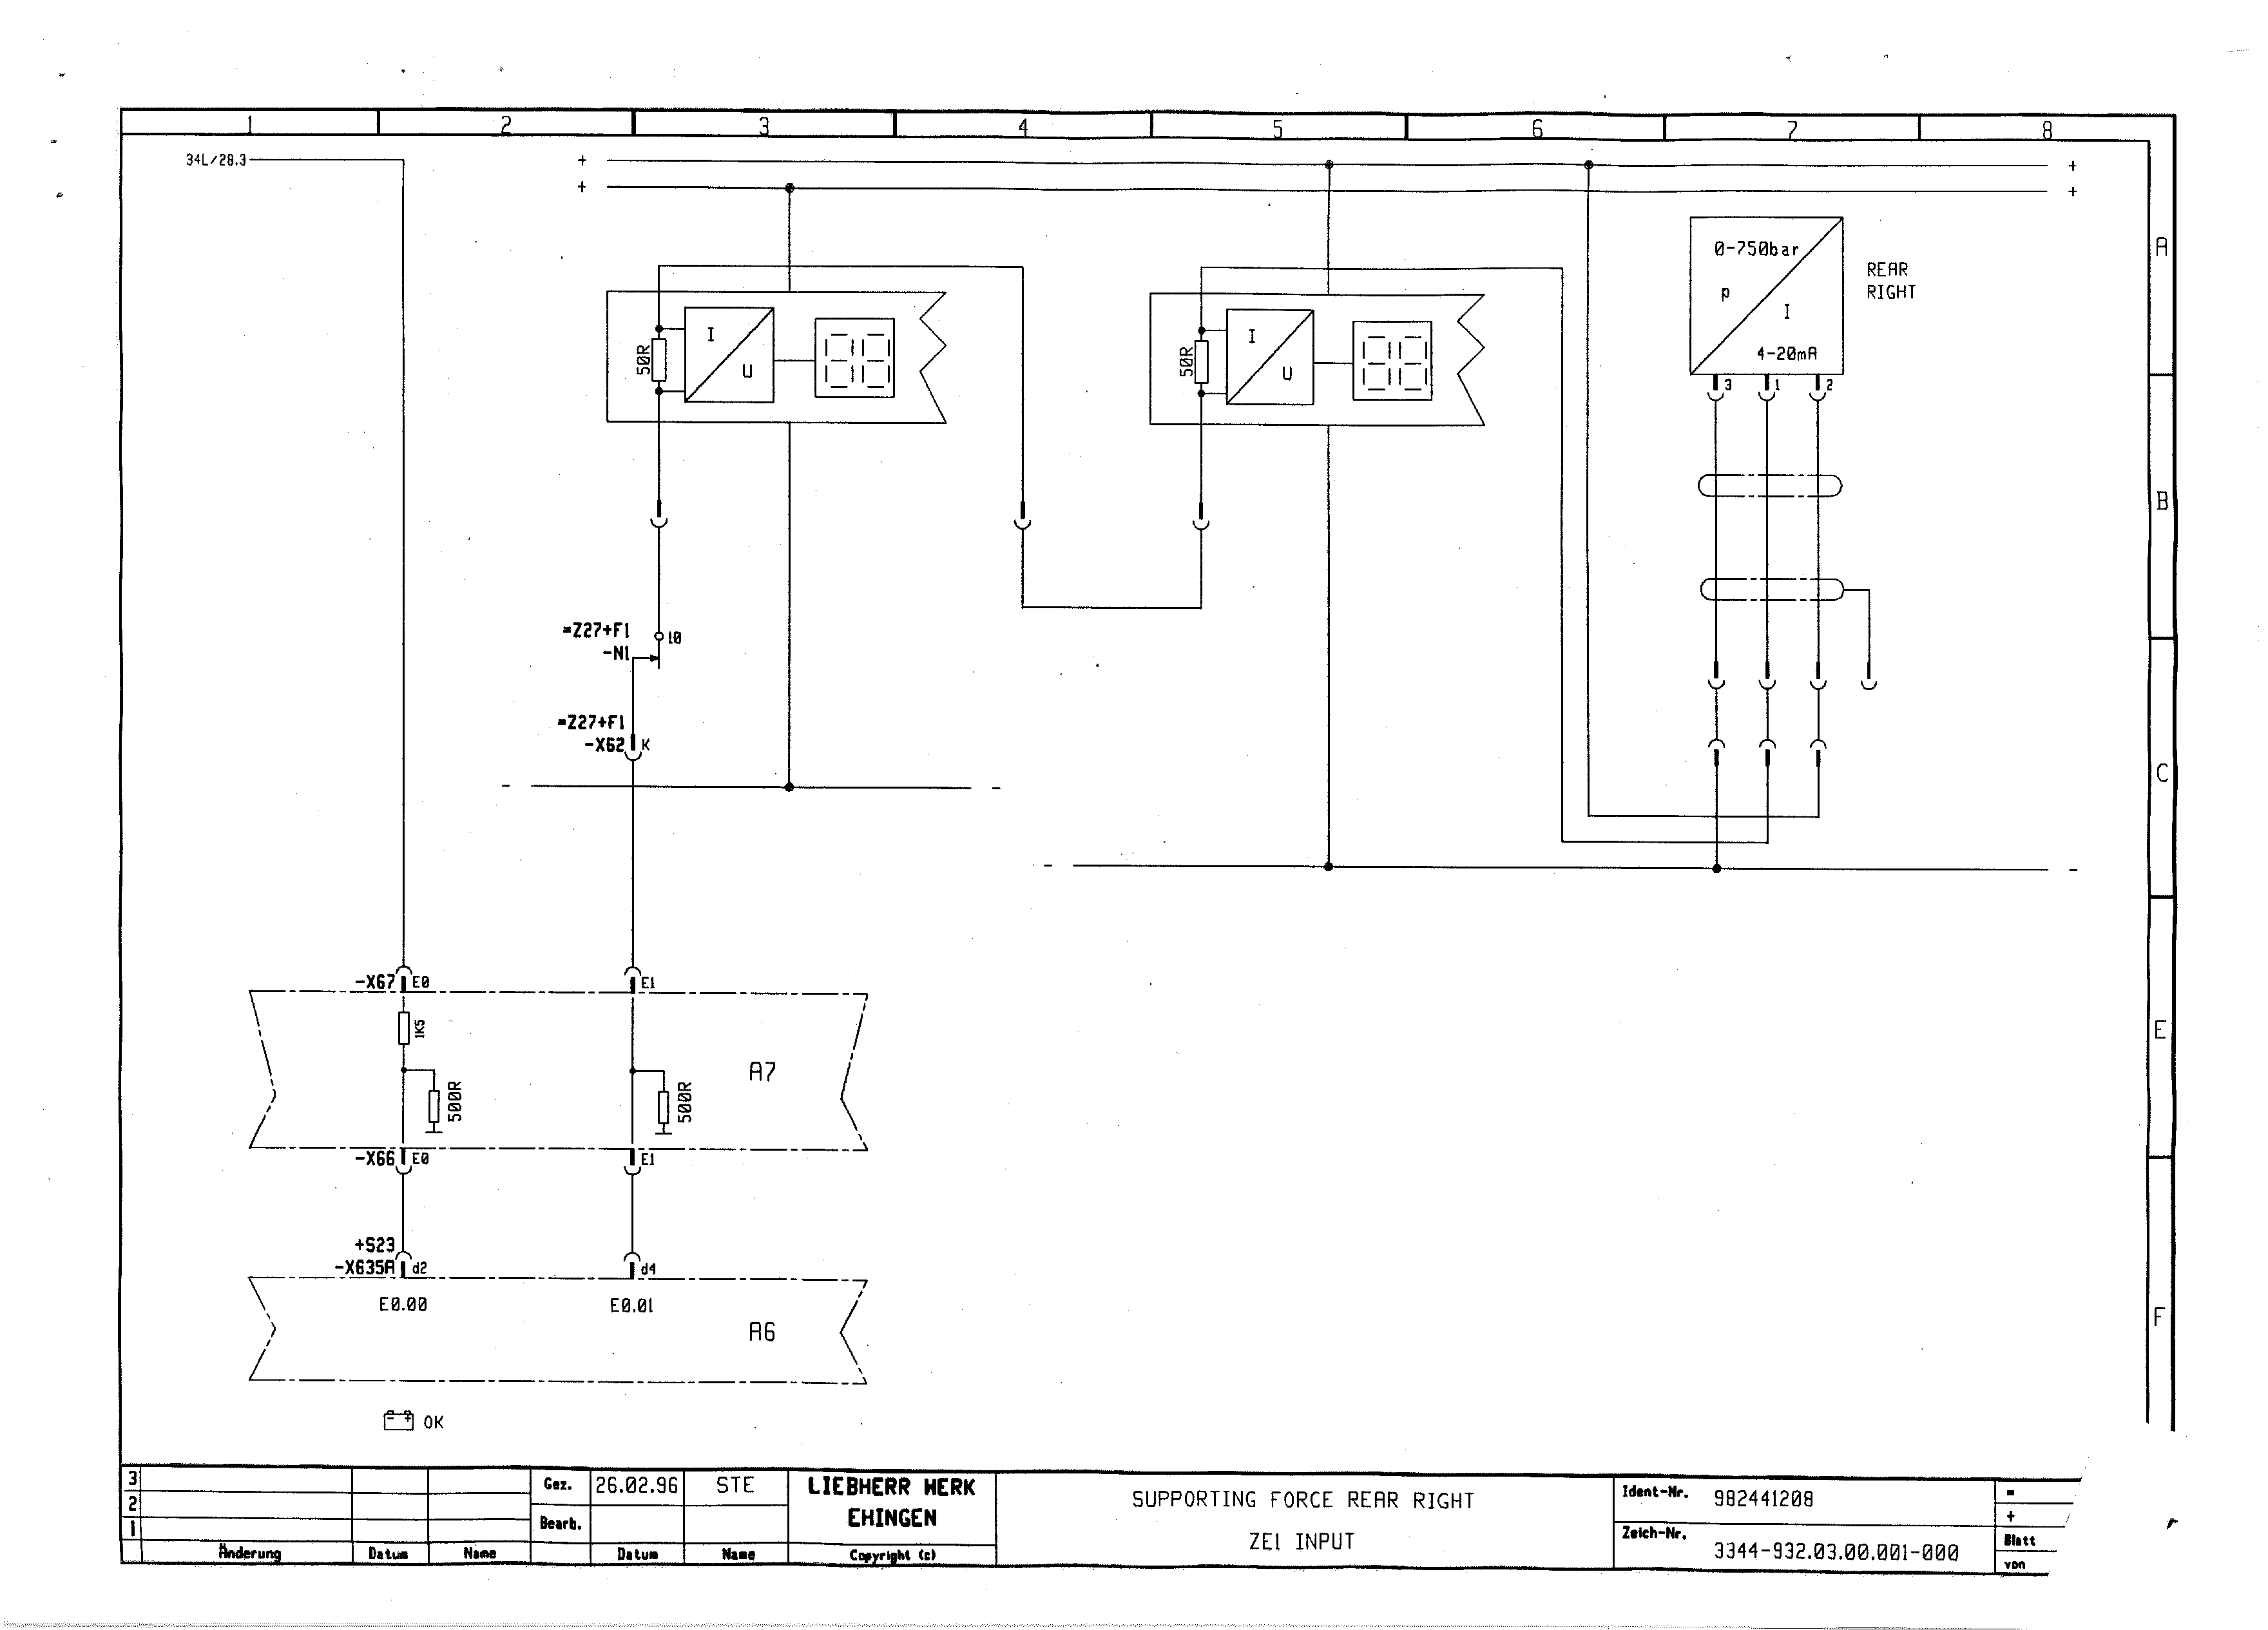 1 2 3 4 5 6 7 8
34L/28.3
+ +
+ +
A
0-750bar
p
I
4-20mA
REAR
RIGHT
50R
I
U
50R
I
U
3 1 2
B
=Z27+F1
-N1
10
=Z27+F1
-X62 K
C
- -
- -
-X67 E0 E1
1K5
E
A7
500R
500R
-X66 E0 E1
+S23
-X635A d2 d4
E0.00 E0.01
A6
F
- + OK
3
2
1
Änderung Datum Name
Gez. 26.02.96 STE
Bearb.
Datum Name
LIEBHERR WERK
EHINGEN
Copyright (c)
SUPPORTING FORCE REAR RIGHT
ZE1 INPUT
Ident-Nr. 982441208
Zeich-Nr. 3344-932.03.00.001-000
=
+
Blatt
von